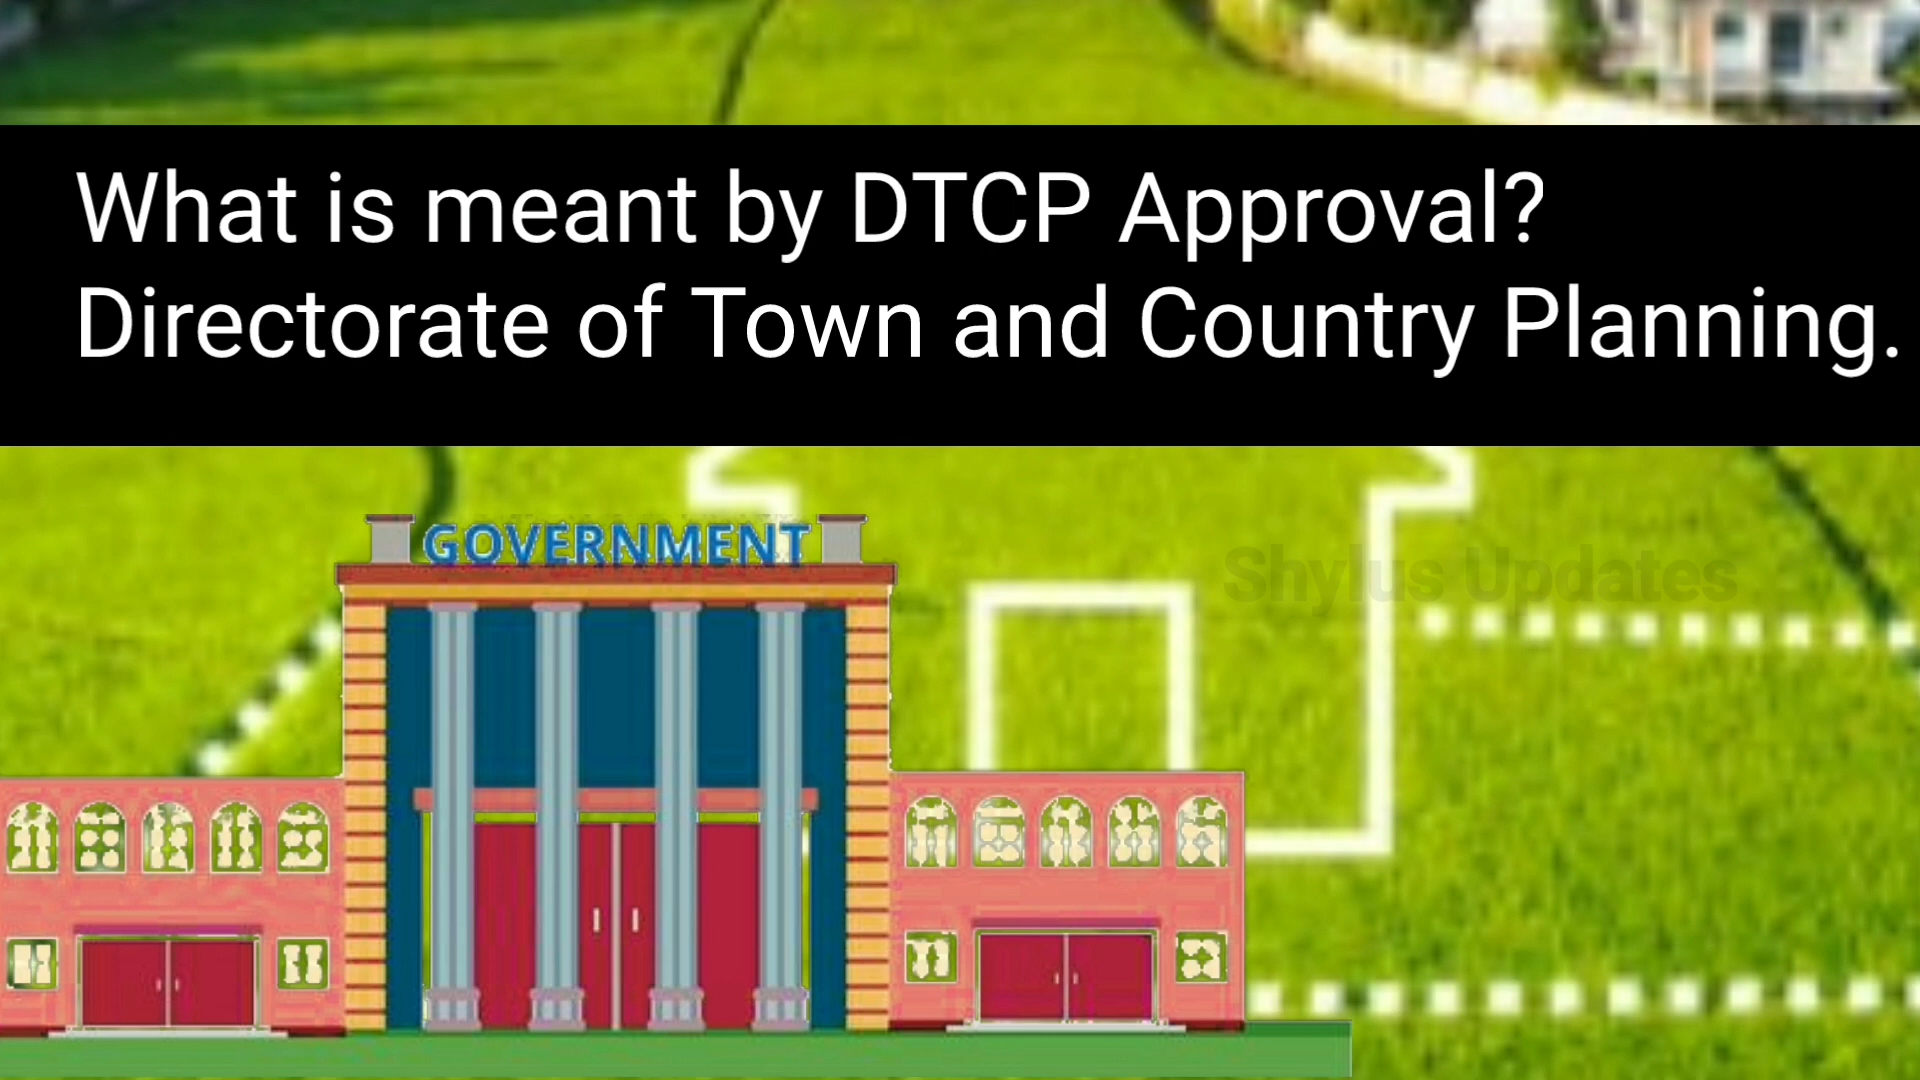 What is meant by DTCP Approval?
Directorate of Town and Country Planning.
GOVERNMENT
Shylus Updates